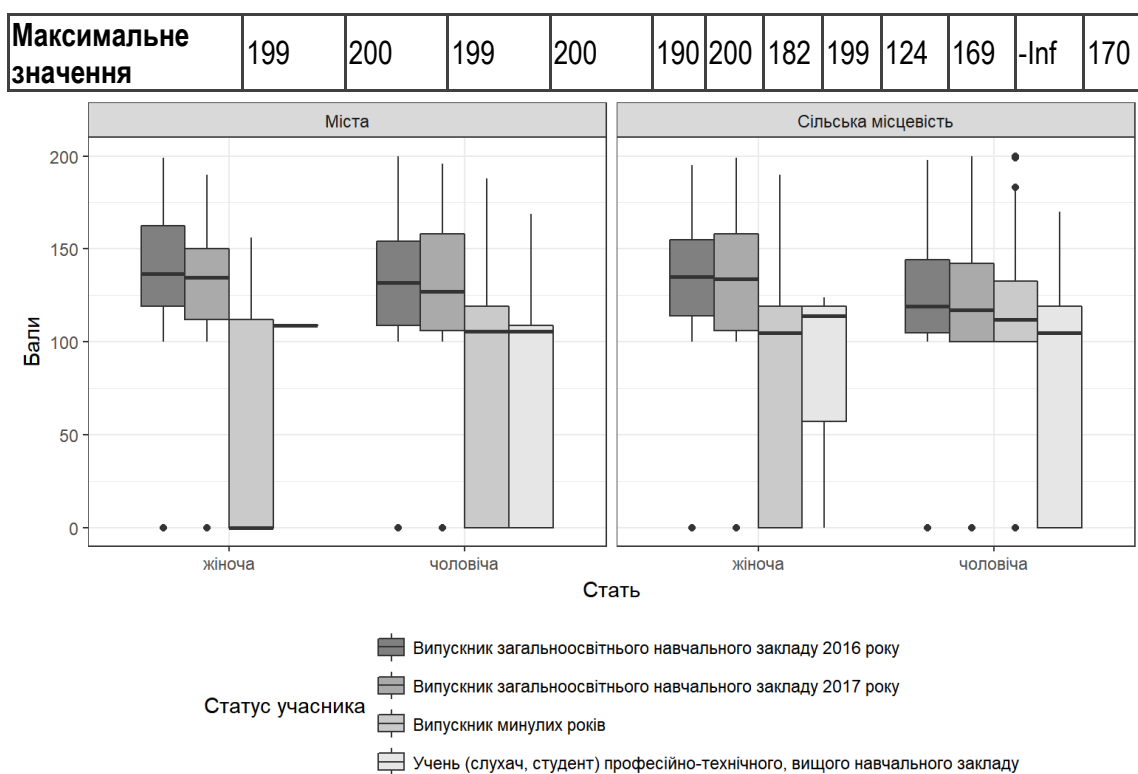 Максимальне значення 199 200 199 200 190 200 182 199 124 169 -Inf 170
Міста Сільська місцевість
200
150
100
50
0
Бали
жіноча чоловіча жіноча чоловіча
Стать
Статус учасника
Випускник загальноосвітнього навчального закладу 2016 року
Випускник загальноосвітнього навчального закладу 2017 року
Випускник минулих років
Учень (слухач, студент) професійно-технічного, вищого навчального закладу